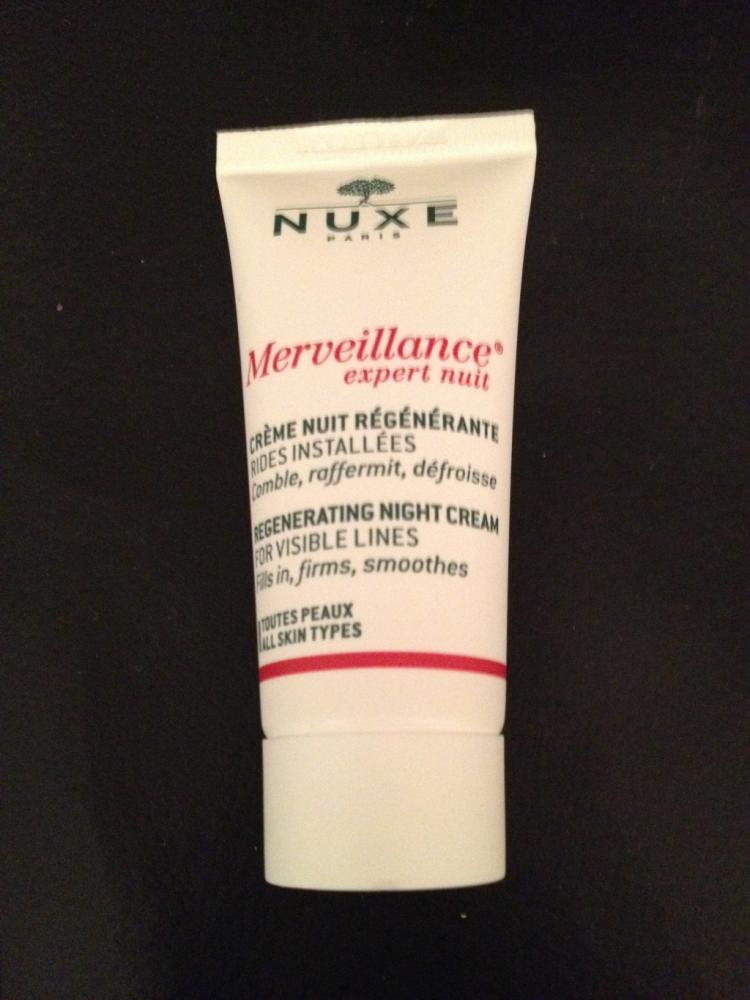 NUXE
PARIS
Merveillance®
expert nuit
CRÈME NUIT RÉGÉNÉRANTE
RIDES INSTALLÉES
Comble, raffermit, défroisse
REGENERATING NIGHT CREAM
FOR VISIBLE LINES
Fills in, firms, smoothes
TOUTES PEAUX
ALL SKIN TYPES